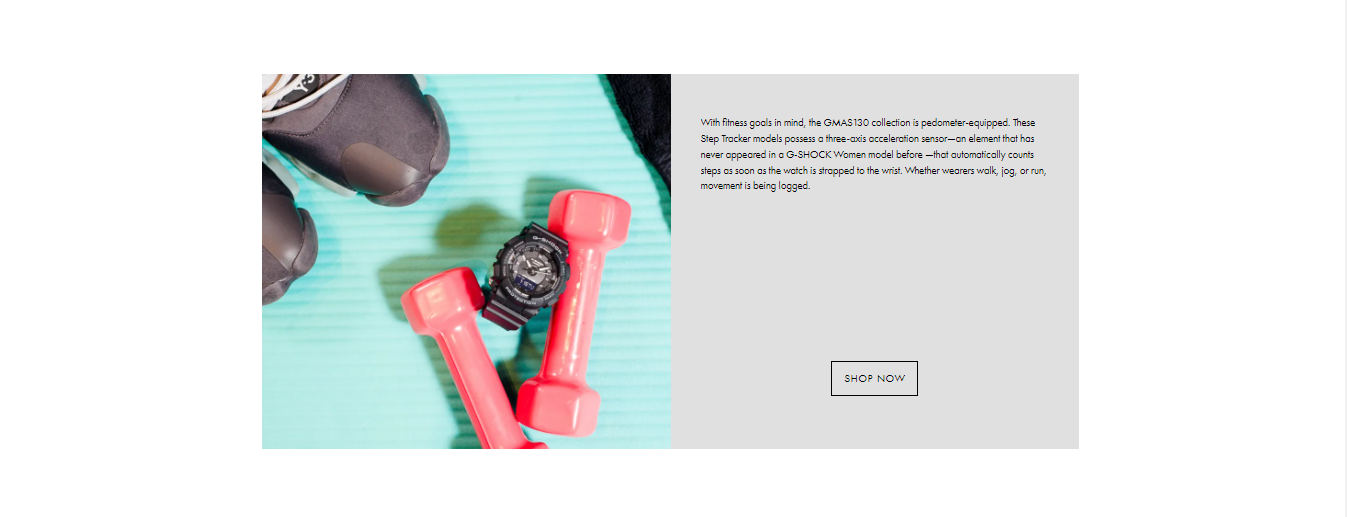 With fitness goals in mind, the GMAS130 collection is pedometer-equipped. These
Step Tracker models possess a three-axis acceleration sensor—an element that has
never appeared in a G-SHOCK Women model before —that automatically counts
steps as soon as the watch is strapped to the wrist. Whether wearers walk, jog, or run,
movement is being logged.
G-SHOCK
PROTECTION
SHOP NOW